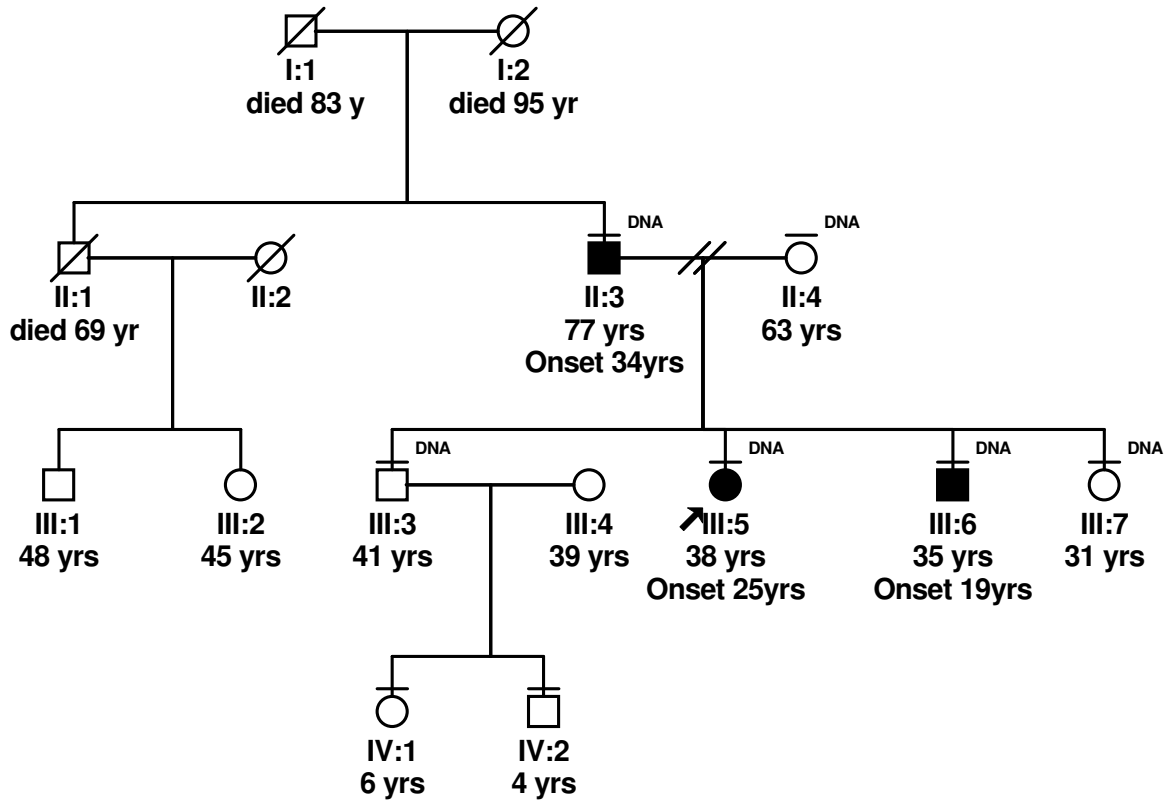 I:1
died 83 y
I:2
died 95 yr
DNA
DNA
II:1
died 69 yr
II:2
II:3
77 yrs
Onset 34yrs
II:4
63 yrs
DNA
DNA
DNA
DNA
III:1
48 yrs
III:2
45 yrs
III:3
41 yrs
III:4
39 yrs
III:5
38 yrs
Onset 25yrs
III:6
35 yrs
Onset 19yrs
III:7
31 yrs
IV:1
6 yrs
IV:2
4 yrs